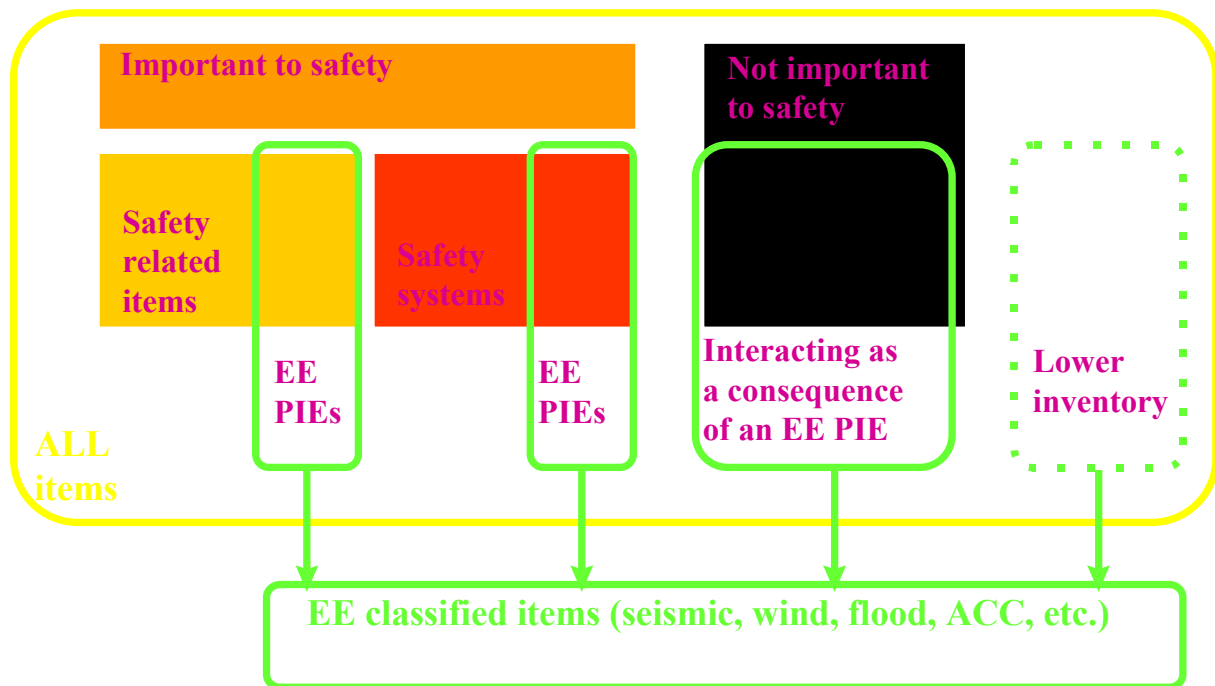 Important to safety
Not important
to safety
Safety
related
items
Safety
systems
EE
PIEs
EE
PIEs
Interacting as
a consequence
of an EE PIE
Lower
inventory
ALL
items
EE classified items (seismic, wind, flood, ACC, etc.)